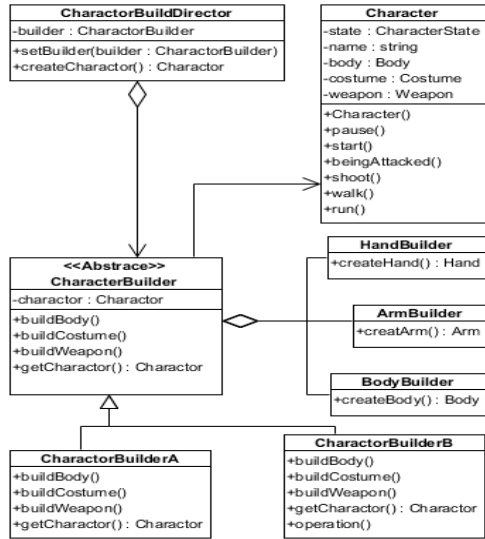 CharactorBuildDirector
-builder : CharactorBuilder
+setBuilder(builder : CharactorBuilder)
+createCharactor() : Charactor
Character
-state : CharacterState
-name : string
-body : Body
-costume : Costume
-weapon : Weapon
+Character()
+pause()
+start()
+beingAttacked()
+shoot()
+walk()
+run()
<<Abstrace>>
CharacterBuilder
-charactor : Charactor
+buildBody()
+buildCostume()
+buildWeapon()
+getCharactor() : Charactor
HandBuilder
+createHand() : Hand
ArmBuilder
+creatArm() : Arm
BodyBuilder
+createBody() : Body
CharactorBuilderA
+buildBody()
+buildCostume()
+buildWeapon()
+getCharactor() : Charactor
CharactorBuilderB
+buildBody()
+buildCostume()
+buildWeapon()
+getCharactor() : Charactor
+operation()